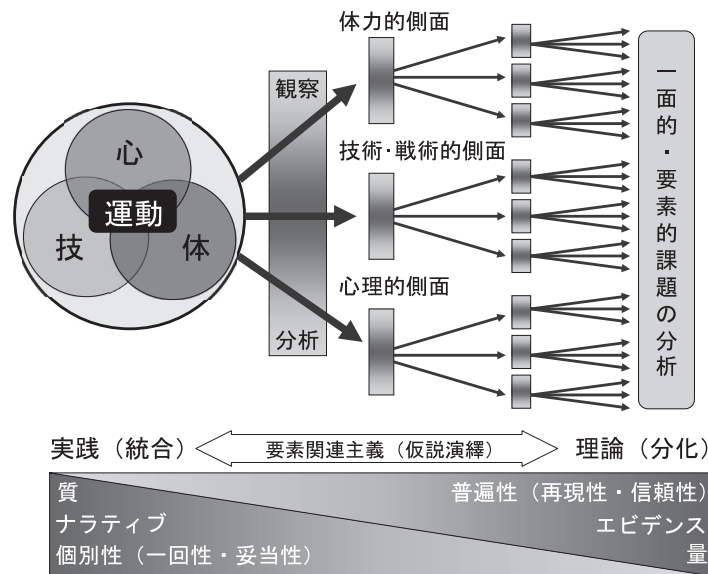 体力的側面
観察
心
運動
技
体
技術・戦術的側面
心理的側面
分析
一面的・要素的課題の分析
実践（統合）
要素関連主義（仮説演繹）
理論（分化）
質
ナラティブ
個別性（一回性・妥当性）
普遍性（再現性・信頼性）
エビデンス
量